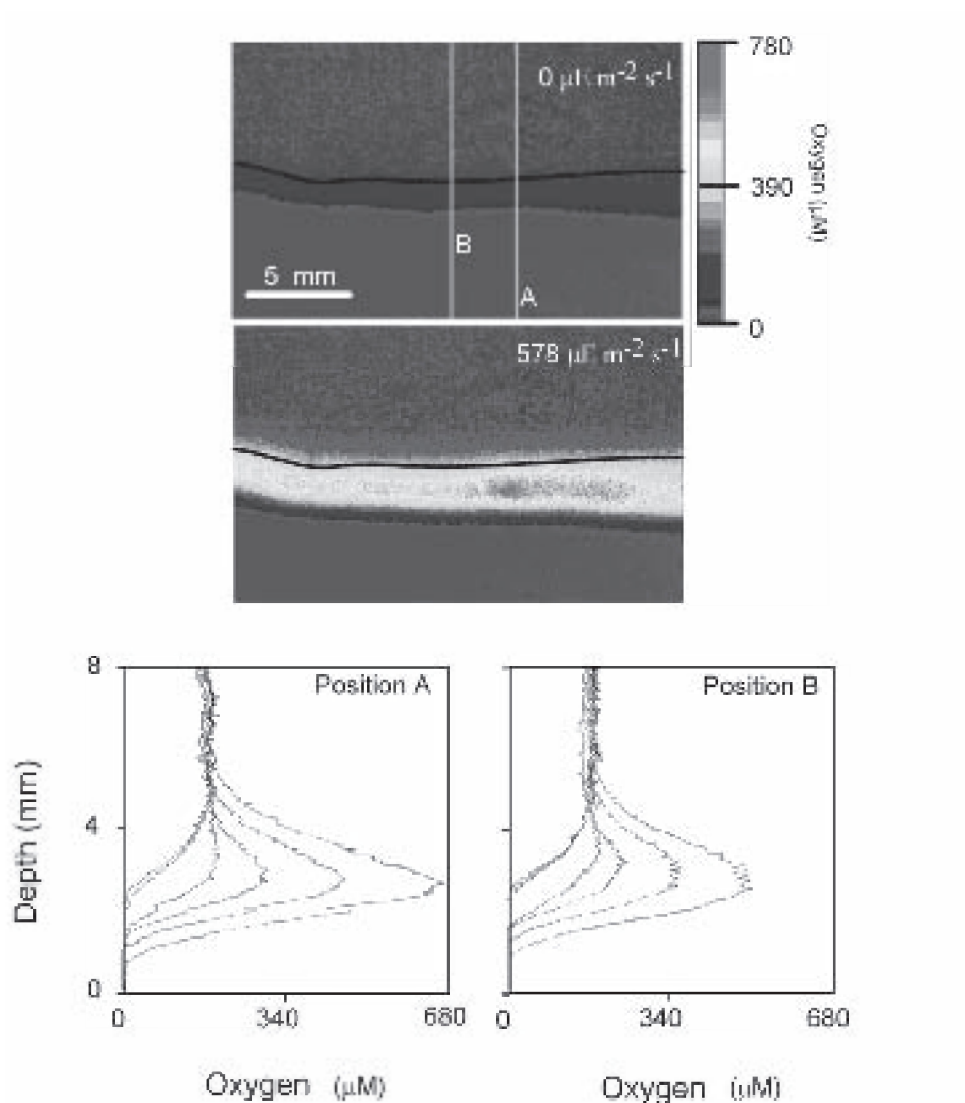 780
0 µE m-2 s-1
Oxygen (µM)
390
B
5 mm
A
0
578 µE m-2 s-1
8
Position A
Position B
Depth (mm)
4
0
0 340 680
0 340 680
Oxygen (µM)
Oxygen (µM)